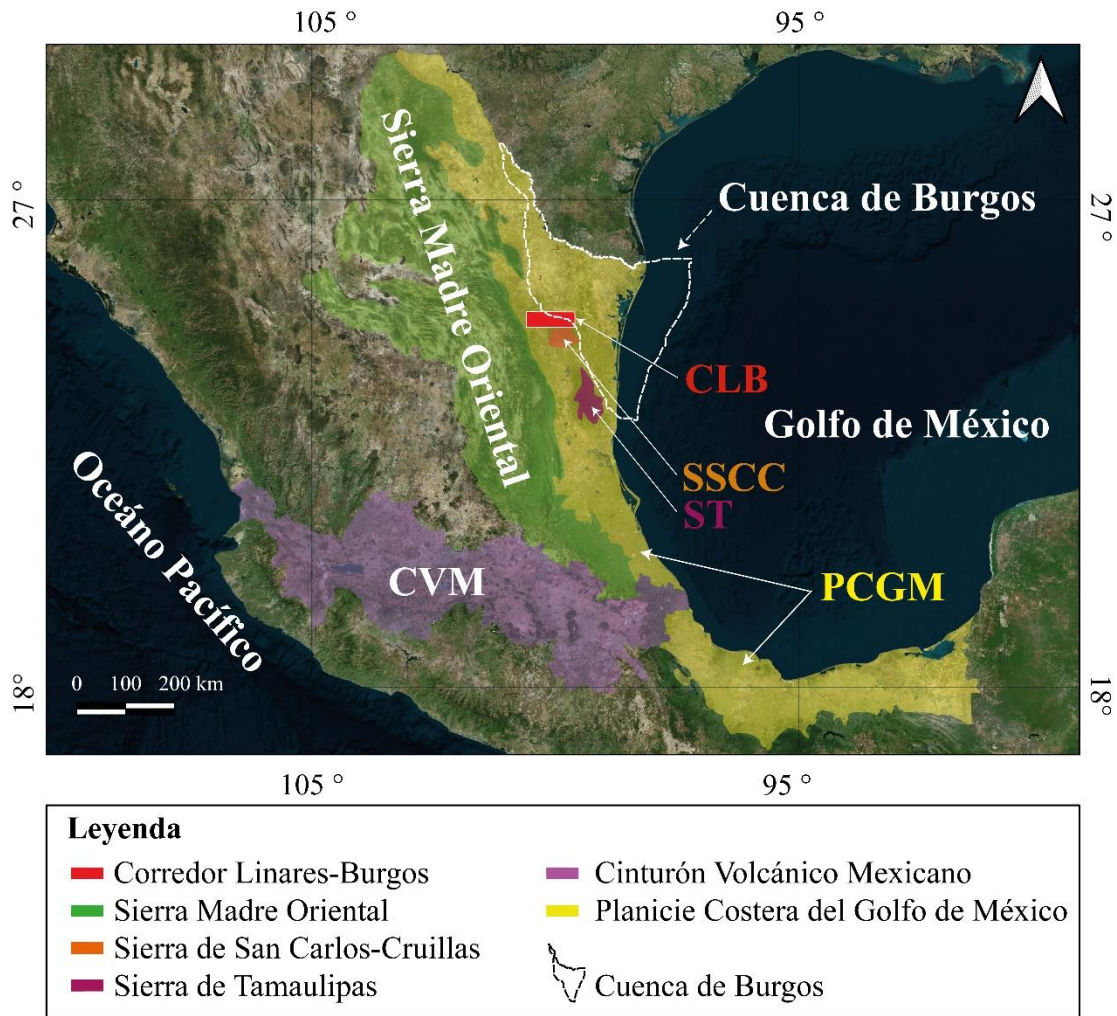 105 °
95 °
Sierra Madre Oriental
27 °
27 °
Cuenca de Burgos
CLB
Golfo de México
SSCC
ST
Oceáno Pacífico
CVM
PCGM
0 100 200 km
18°
18°
105 °
95 °
Leyenda
Corredor Linares-Burgos
Sierra Madre Oriental
Sierra de San Carlos-Cruillas
Sierra de Tamaulipas
Cinturón Volcánico Mexicano
Planicie Costera del Golfo de México
Cuenca de Burgos